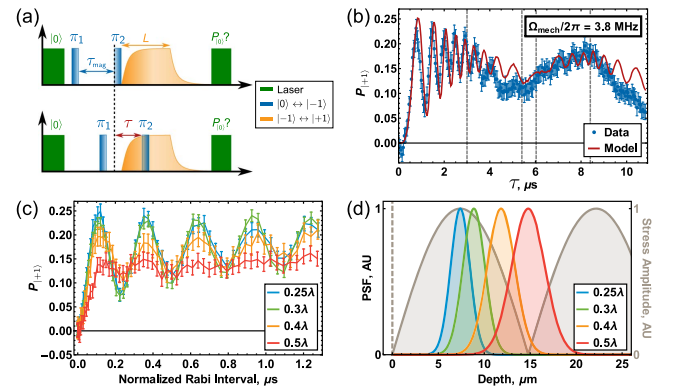 (a)
|0⟩ π₁ π₂ L P|0⟩?
τmag
|0⟩ π₁ τ π₂ P|0⟩?
Laser
|0⟩ ↔ |−1⟩
|−1⟩ ↔ |+1⟩
(b)
Ωmech/2π = 3.8 MHz
P|+1⟩
0.25
0.20
0.15
0.10
0.05
0.00
Data
Model
0 2 4 6 8 10
τ, μs
(c)
P|+1⟩
0.25
0.20
0.15
0.10
0.05
0.00
−0.05
0.25λ
0.3λ
0.4λ
0.5λ
0.0 0.2 0.4 0.6 0.8 1.0 1.2
Normalized Rabi Interval, μs
(d)
PSF, AU
1
0
1
0
Stress Amplitude, AU
0.25λ
0.3λ
0.4λ
0.5λ
0 5 10 15 20 25
Depth, μm